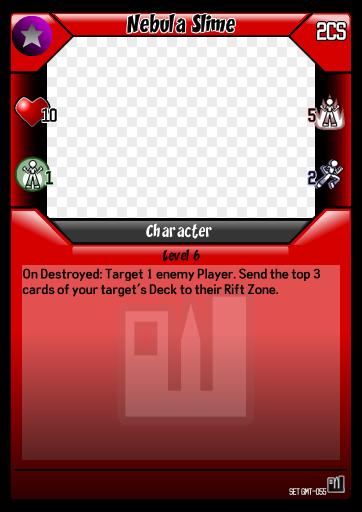 Nebula Slime
2CS
10
5
1
2
Character
Level 6
On Destroyed: Target 1 enemy Player. Send the top 3
cards of your target's Deck to their Rift Zone.
SET GMT-055